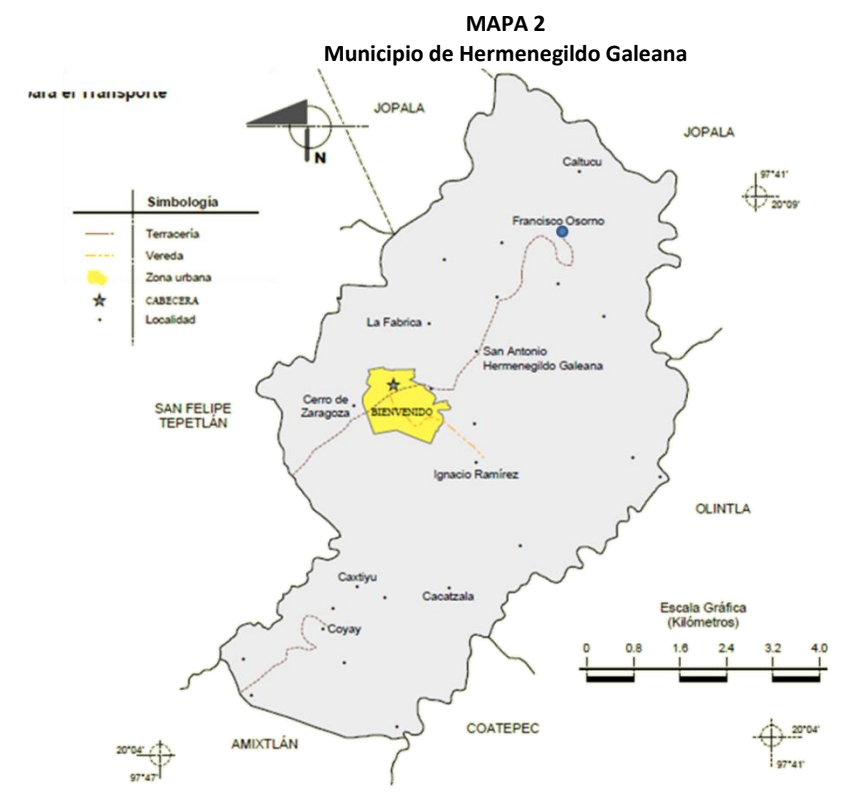 MAPA 2
Municipio de Hermenegildo Galeana
para el Transporte
JOPALA
JOPALA
N
Caltucu
97°41'
20°09'
Simbología
Francisco Osorno
Terracería
Vereda
Zona urbana
CABECERA
Localidad
La Fabrica
San Antonio
Hermenegildo Galeana
SAN FELIPE
TEPETLÁN
Cerro de
Zaragoza
BIENVENIDO
Ignacio Ramírez
OLINTLA
Caxtiyu
Cacatzala
Coyay
Escala Gráfica
(Kilómetros)
0 0.8 1.6 2.4 3.2 4.0
COATEPEC
AMIXTLÁN
20°04'
97°47'
20°04'
97°41'